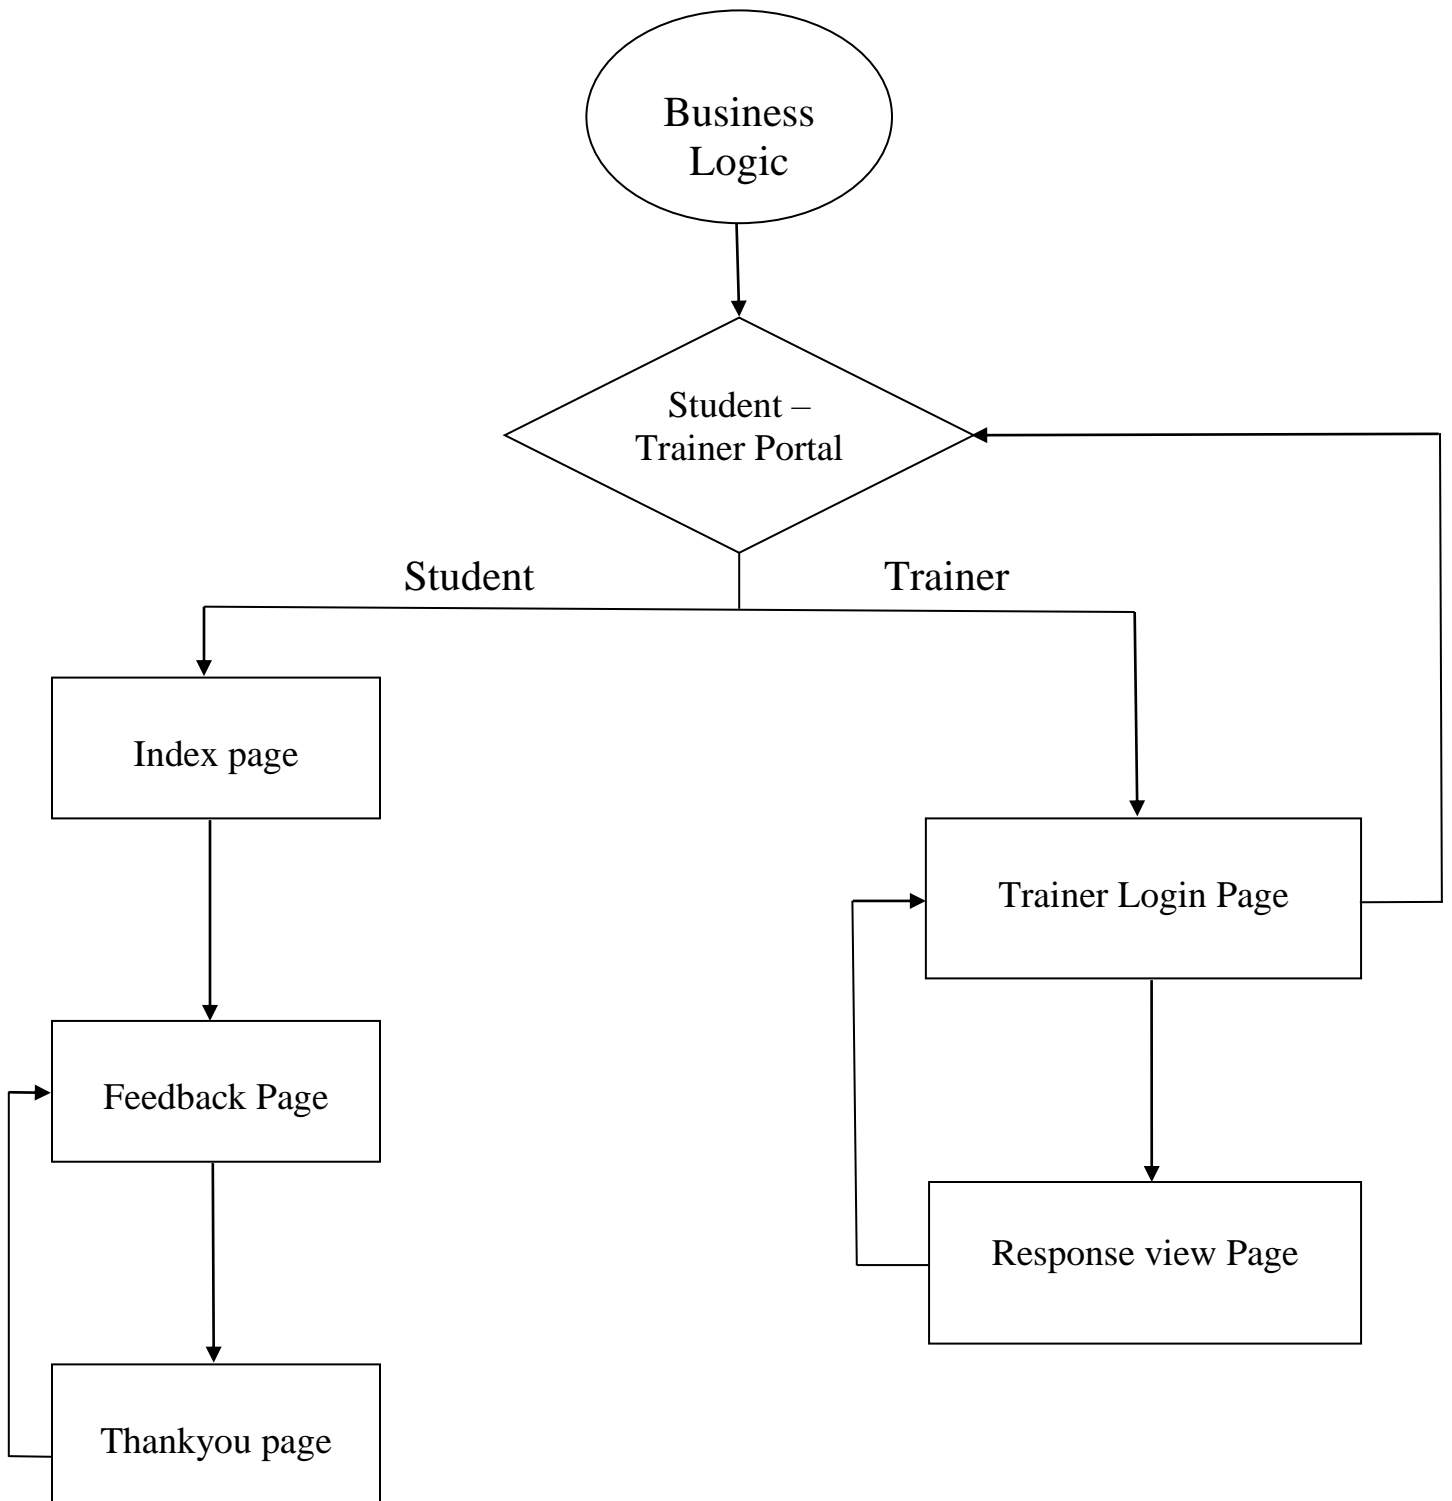 Business
Logic
Student –
Trainer Portal
Student
Trainer
Index page
Trainer Login Page
Feedback Page
Response view Page
Thankyou page